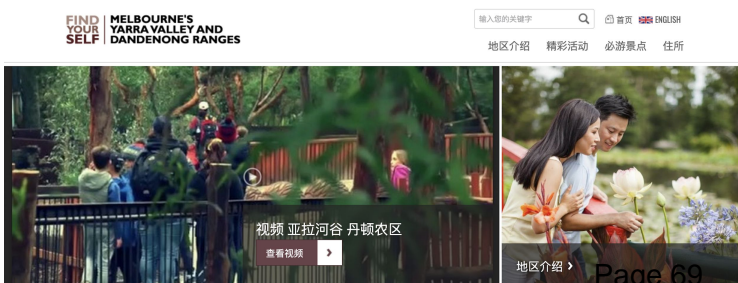 FIND
YOUR
SELF
MELBOURNE'S
YARRA VALLEY AND
DANDENONG RANGES
输入您的关键字
首页
ENGLISH
地区介绍 精彩活动 必游景点 住所
视频 亚拉河谷 丹顿农区
查看视频
地区介绍
Page 69